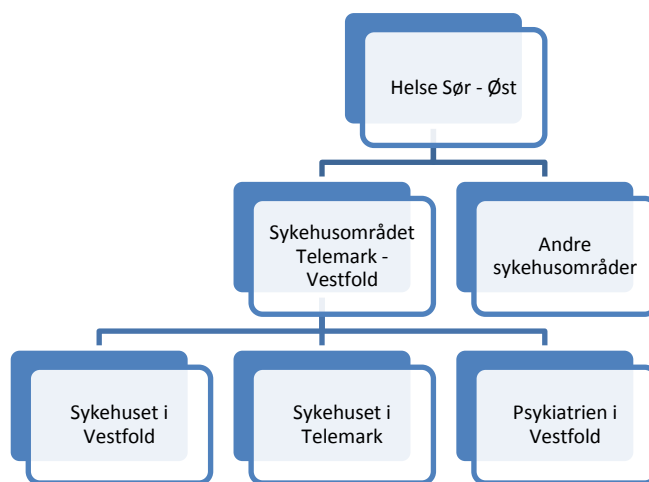 Helse Sør - Øst
Sykehusområdet
Telemark -
Vestfold
Andre
sykehusområder
Sykehuset i
Vestfold
Sykehuset i
Telemark
Psykiatrien i
Vestfold